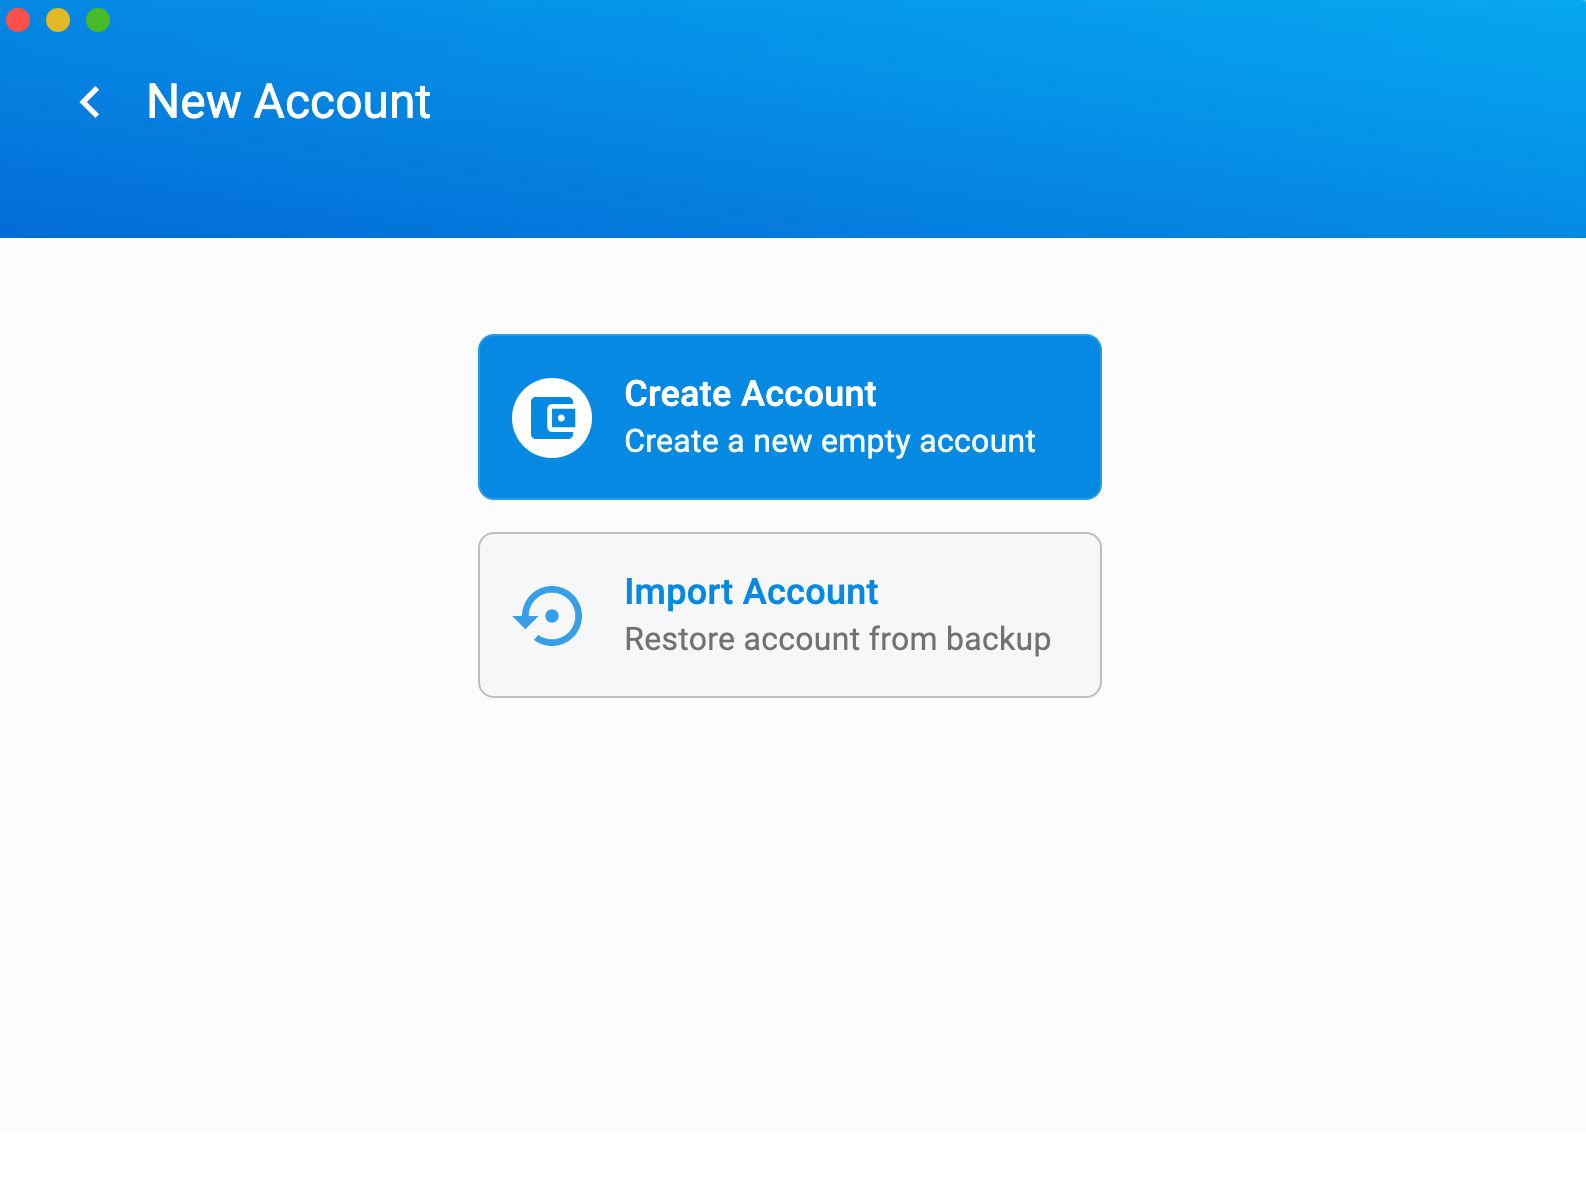 New Account
Create Account
Create a new empty account
Import Account
Restore account from backup